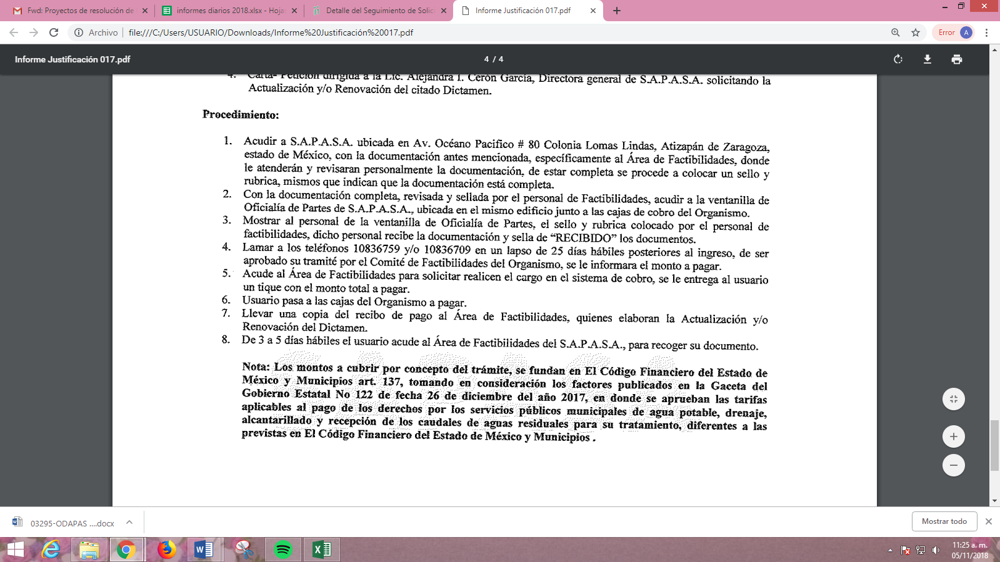 Fwd: Proyectos de resolución de
informes diarios 2018.xlsx - Hoja
Detalle del Seguimiento de Solic
Informe Justificación 017.pdf
Archivo
file:///C:/Users/USUARIO/Downloads/Informe%20Justificación%20017.pdf
Error
A
Informe Justificación 017.pdf
4 / 4
4. Carta- Petición dirigida a la Lic. Alejandra I. Cerón García, Directora general de S.A.P.A.S.A. solicitando la
Actualización y/o Renovación del citado Dictamen.
Procedimiento:
1. Acudir a S.A.P.A.S.A. ubicada en Av. Océano Pacifico # 80 Colonia Lomas Lindas, Atizapán de Zaragoza,
estado de México, con la documentación antes mencionada, específicamente al Área de Factibilidades, donde
le atenderán y revisaran personalmente la documentación, de estar completa se procede a colocar un sello y
rubrica, mismos que indican que la documentación está completa.
2. Con la documentación completa, revisada y sellada por el personal de Factibilidades, acudir a la ventanilla de
Oficialía de Partes de S.A.P.A.S.A., ubicada en el mismo edificio junto a las cajas de cobro del Organismo.
3. Mostrar al personal de la ventanilla de Oficialía de Partes, el sello y rubrica colocado por el personal de
factibilidades, dicho personal recibe la documentación y sella de “RECIBIDO” los documentos.
4. Lamar a los teléfonos 10836759 y/o 10836709 en un lapso de 25 días hábiles posteriores al ingreso, de ser
aprobado su tramité por el Comité de Factibilidades del Organismo, se le informara el monto a pagar.
5. Acude al Área de Factibilidades para solicitar realicen el cargo en el sistema de cobro, se le entrega al usuario
un tique con el monto total a pagar.
6. Usuario pasa a las cajas del Organismo a pagar.
7. Llevar una copia del recibo de pago al Área de Factibilidades, quienes elaboran la Actualización y/o
Renovación del Dictamen.
8. De 3 a 5 días hábiles el usuario acude al Área de Factibilidades del S.A.P.A.S.A., para recoger su documento.
Nota: Los montos a cubrir por concepto del trámite, se fundan en El Código Financiero del Estado de
México y Municipios art. 137, tomando en consideración los factores publicados en la Gaceta del
Gobierno Estatal No 122 de fecha 26 de diciembre del año 2017, en donde se aprueban las tarifas
aplicables al pago de los derechos por los servicios públicos municipales de agua potable, drenaje,
alcantarillado y recepción de los caudales de aguas residuales para su tratamiento, diferentes a las
previstas en El Código Financiero del Estado de México y Municipios .
03295-ODAPAS ....docx
Mostrar todo
11:25 a. m.
05/11/2018